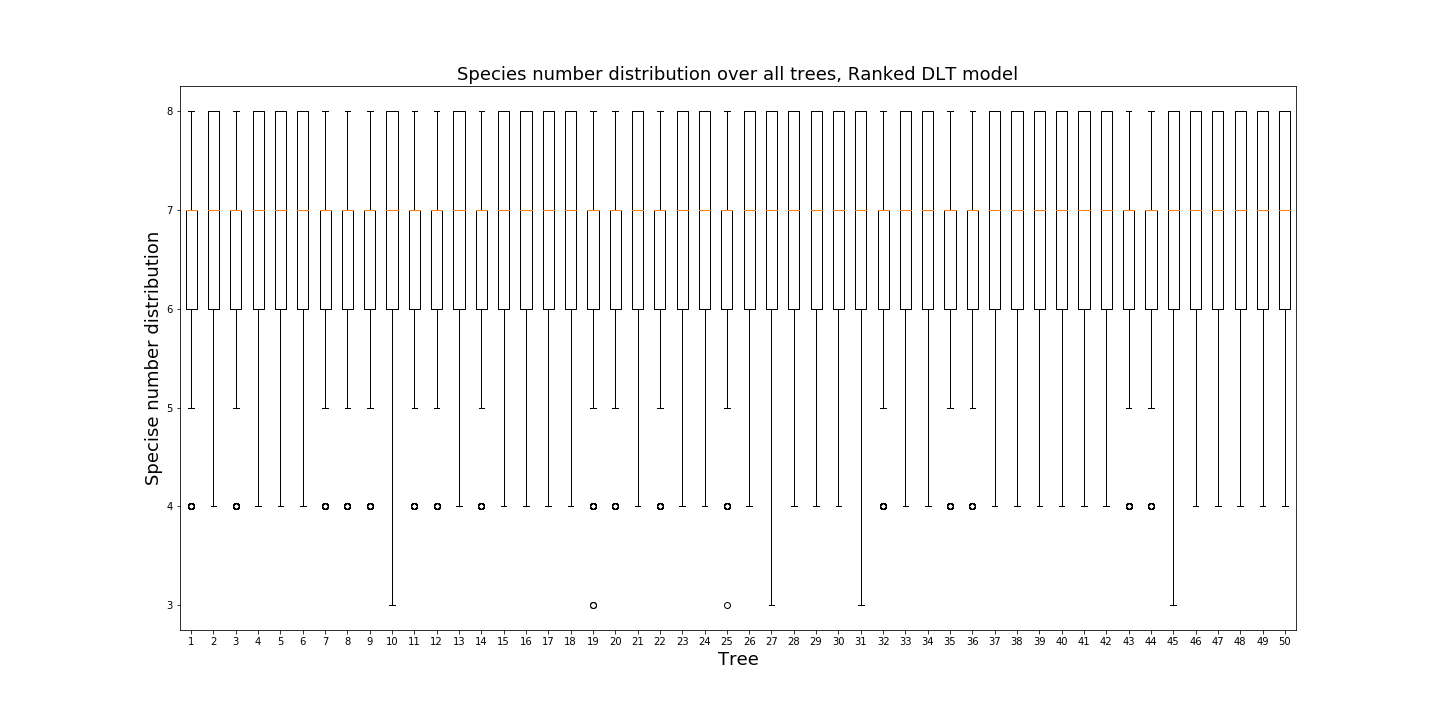 Species number distribution over all trees, Ranked DLT model
Specise number distribution
8
7
6
5
4
3
1 2 3 4 5 6 7 8 9 10 11 12 13 14 15 16 17 18 19 20 21 22 23 24 25 26 27 28 29 30 31 32 33 34 35 36 37 38 39 40 41 42 43 44 45 46 47 48 49 50
Tree